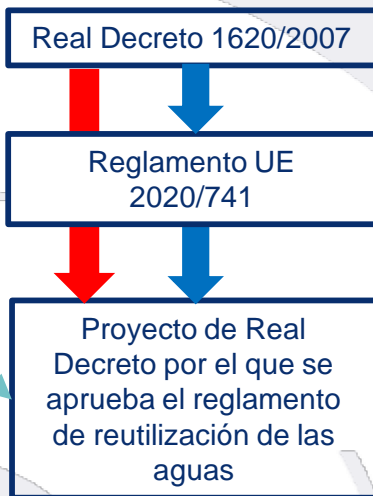 Real Decreto 1620/2007
Reglamento UE
2020/741
Proyecto de Real
Decreto por el que se
aprueba el reglamento
de reutilización de las
aguas